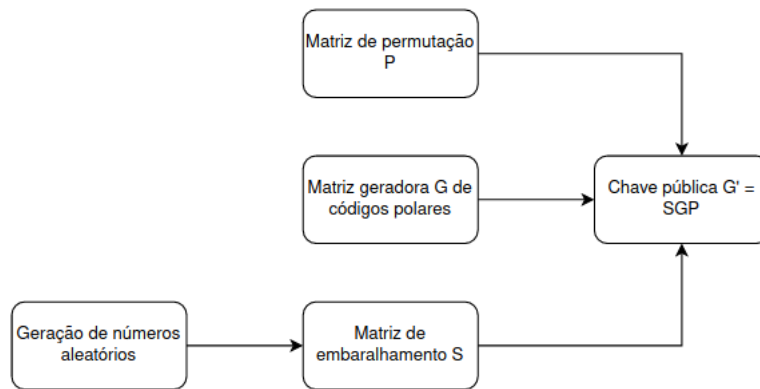 Matriz de permutação
P
Matriz geradora G de
códigos polares
Chave pública G' =
SGP
Geração de números
aleatórios
Matriz de
embaralhamento S